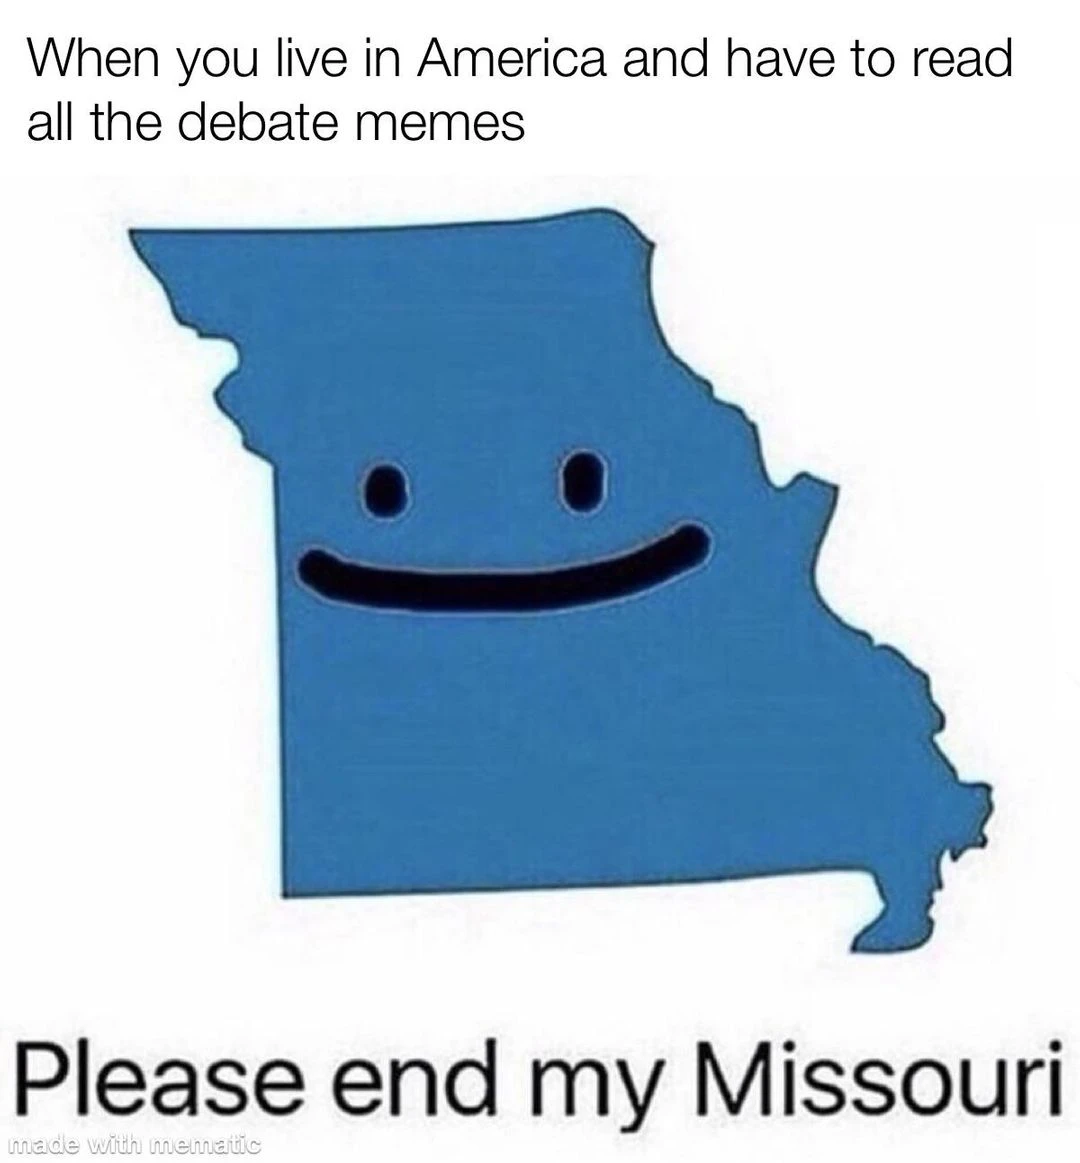 When you live in America and have to read
all the debate memes
Please end my Missouri
made with mematic